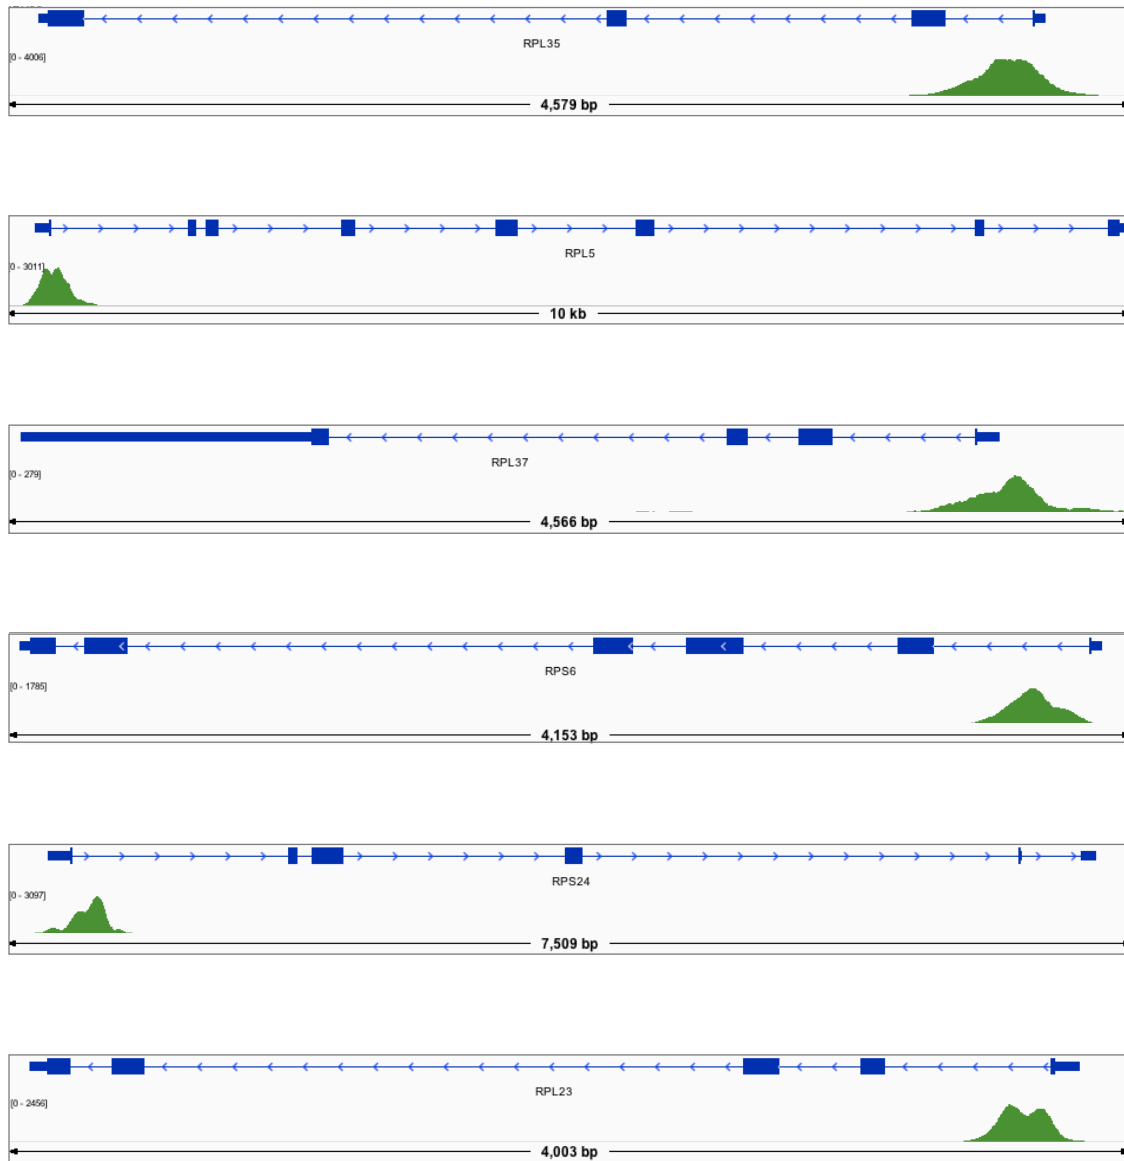 RPL35
[0 - 4006]
4,579 bp
RPL5
[0 - 3011]
10 kb
RPL37
[0 - 279]
4,566 bp
RPS6
[0 - 1785]
4,153 bp
RPS24
[0 - 3097]
7,509 bp
RPL23
[0 - 2456]
4,003 bp